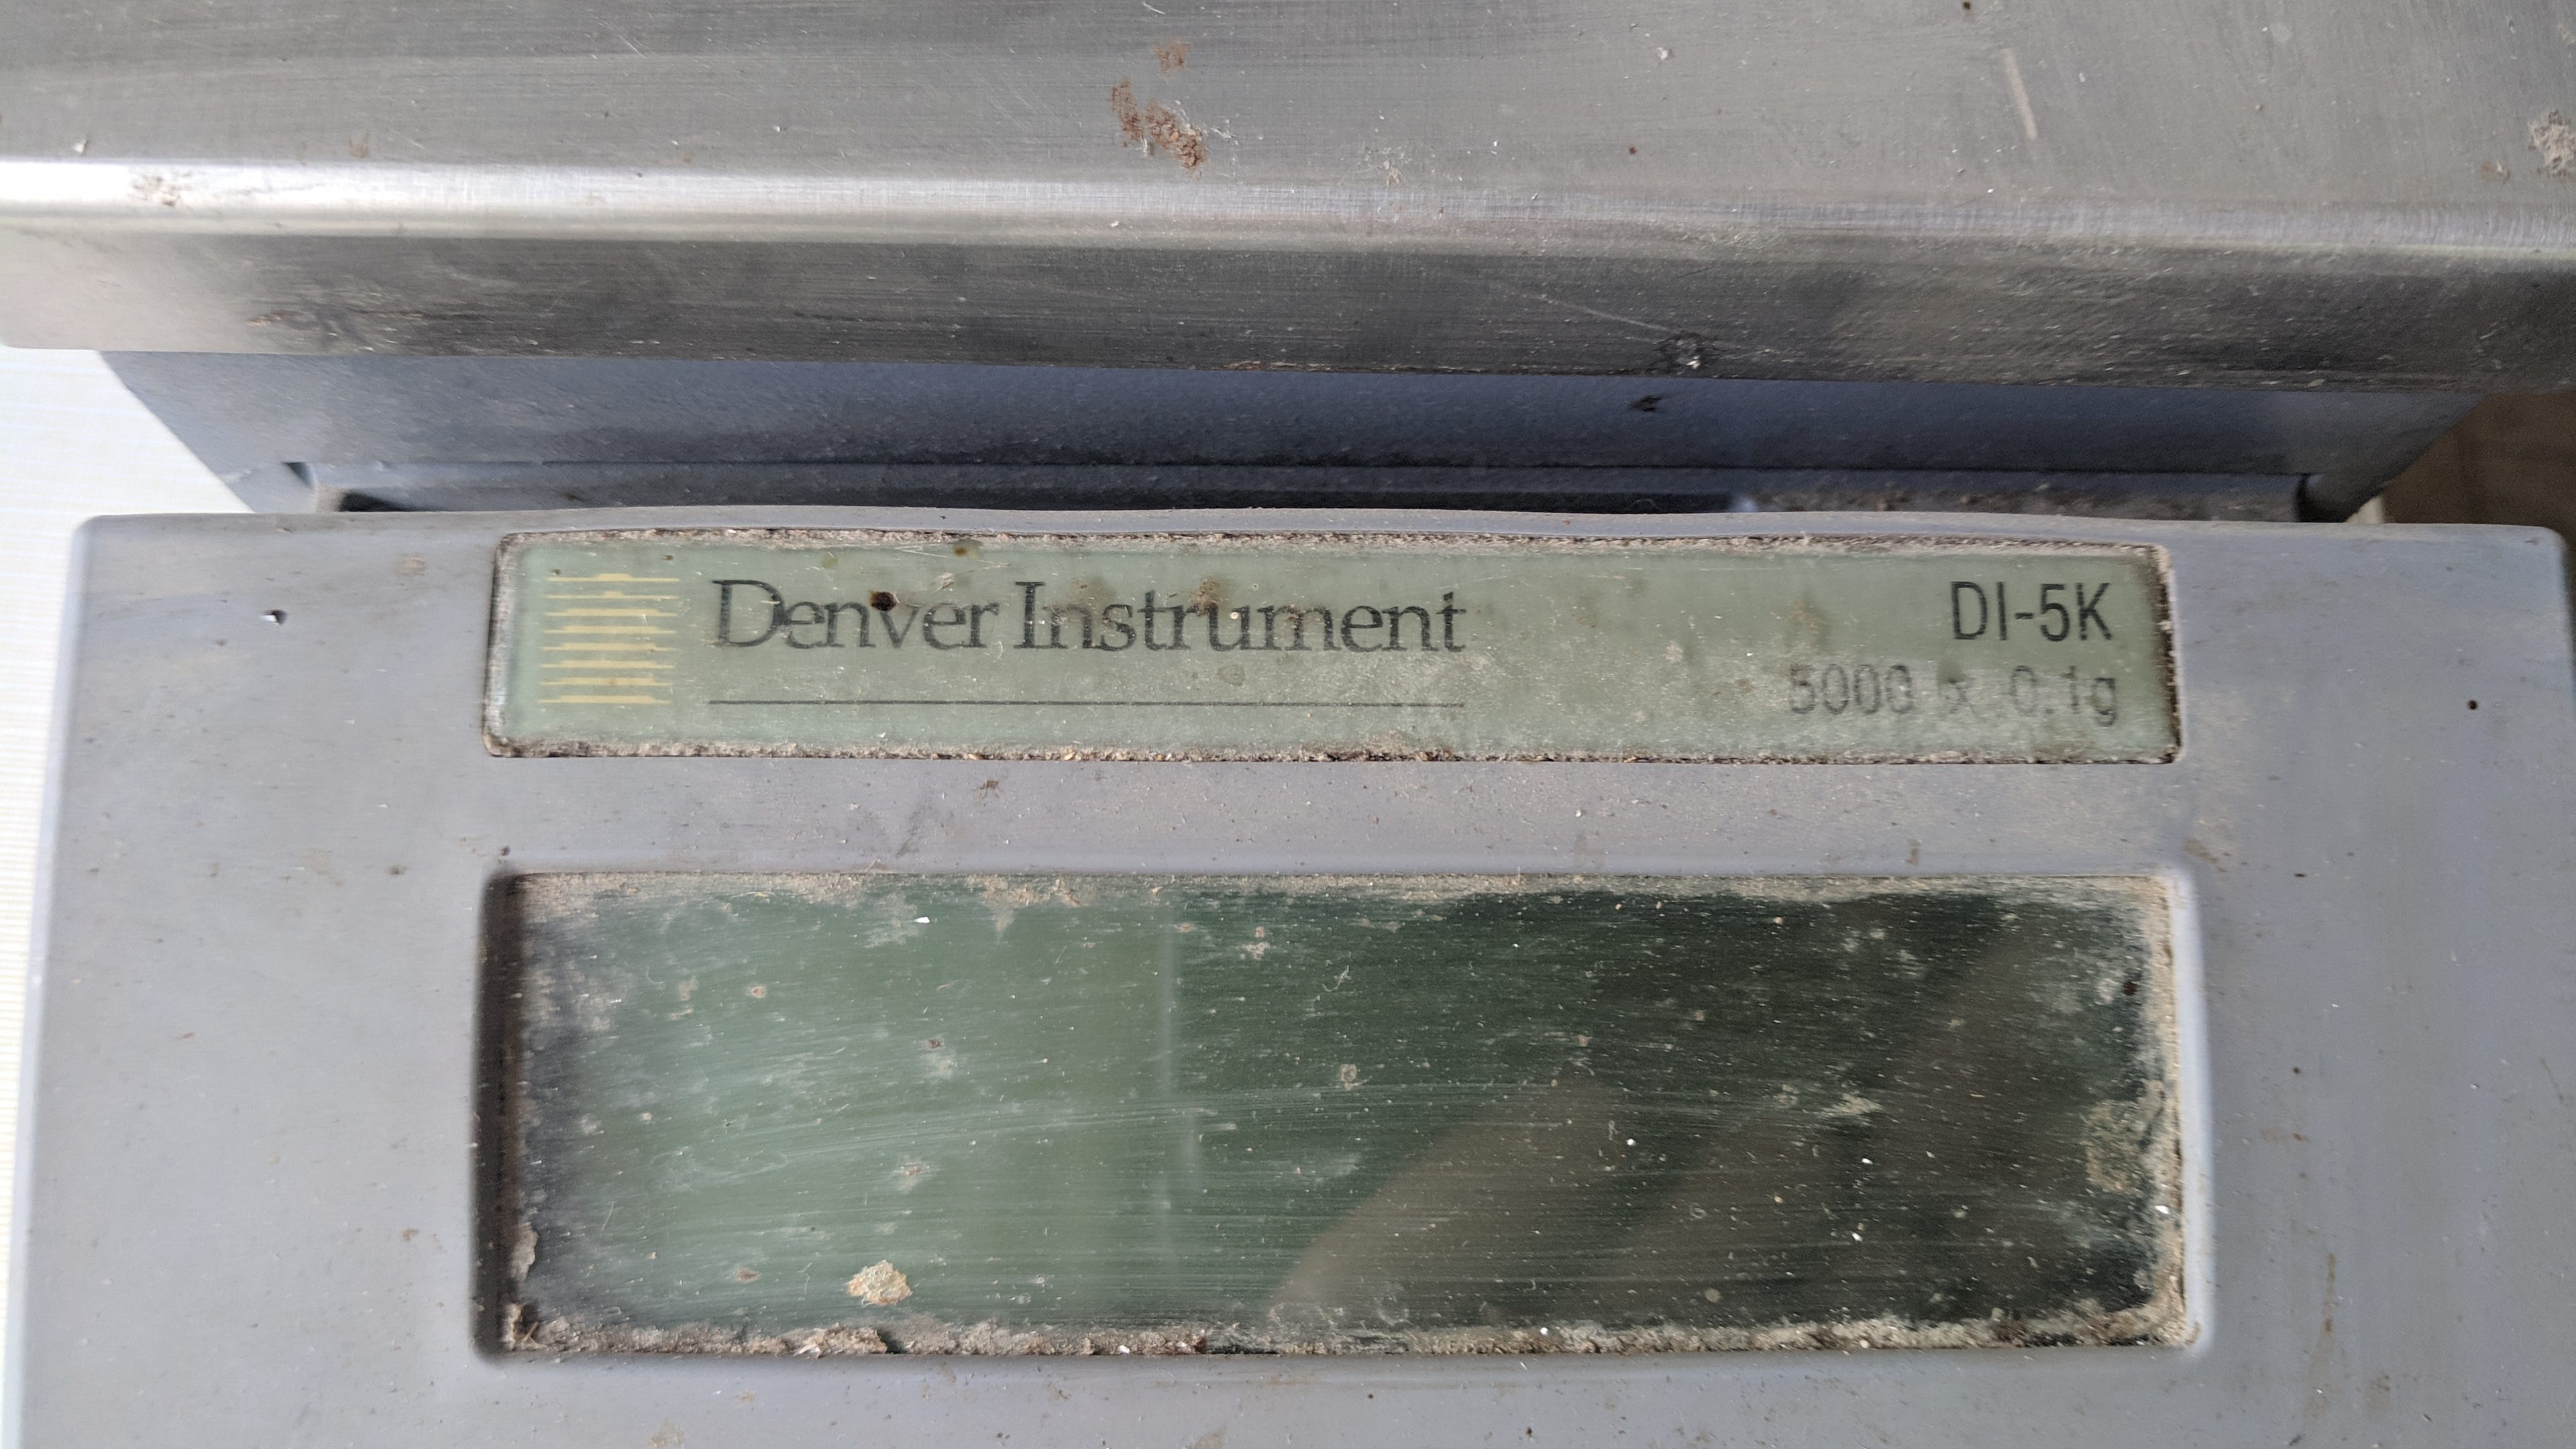 Denver Instrument
DI-5K
5000 x 0.1g